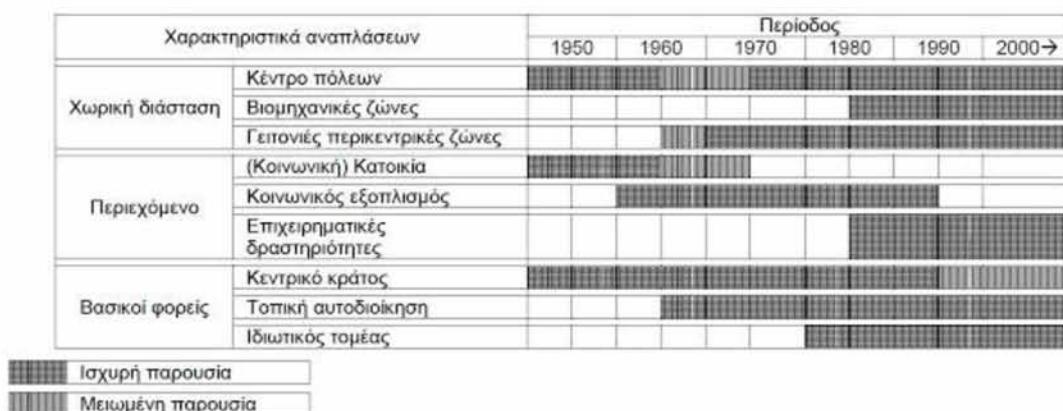 Χαρακτηριστικά αναπλάσεων
Περίοδος
1950 1960 1970 1980 1990 2000→
Χωρική διάσταση
Κέντρο πόλεων
Βιομηχανικές ζώνες
Γειτονιές περικεντρικές ζώνες
Περιεχόμενο
(Κοινωνική) Κατοικία
Κοινωνικός εξοπλισμός
Επιχειρηματικές
δραστηριότητες
Βασικοί φορείς
Κεντρικό κράτος
Τοπική αυτοδιοίκηση
Ιδιωτικός τομέας
Ισχυρή παρουσία
Μειωμένη παρουσία